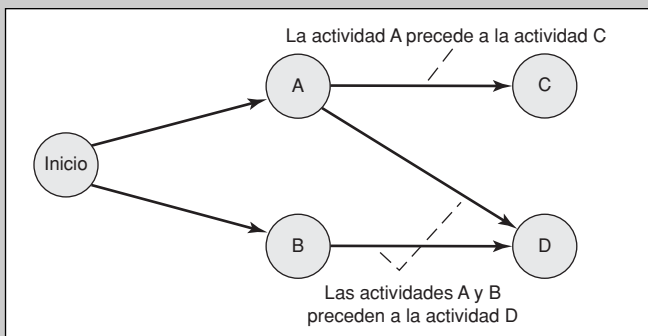 La actividad A precede a la actividad C
A
C
Inicio
B
D
Las actividades A y B
preceden a la actividad D